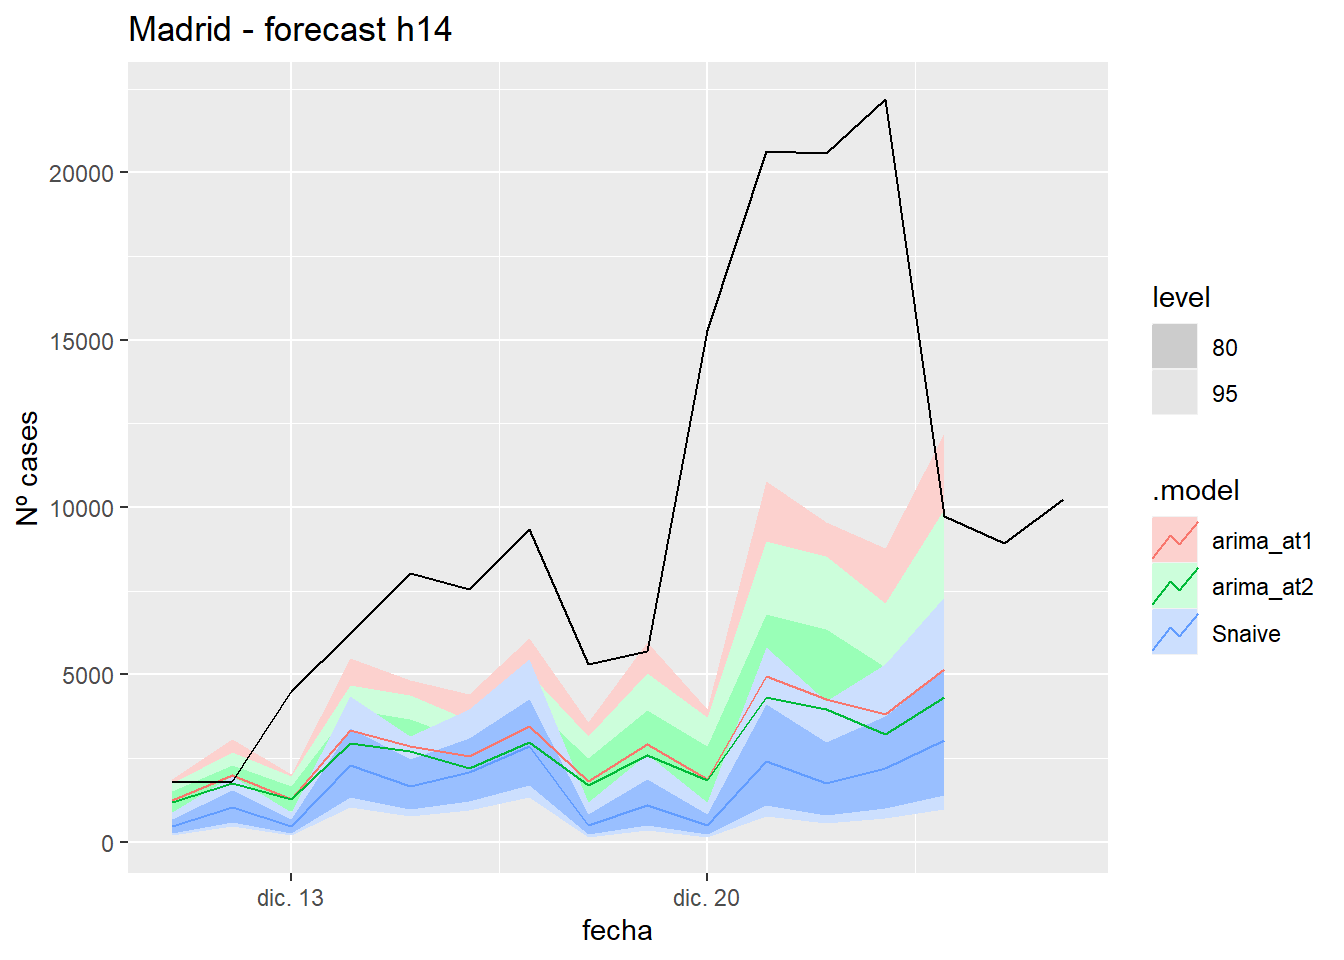 Madrid - forecast h14
20000
15000
10000
5000
0
Nº cases
dic. 13
dic. 20
fecha
level
80
95
.model
arima_at1
arima_at2
Snaive